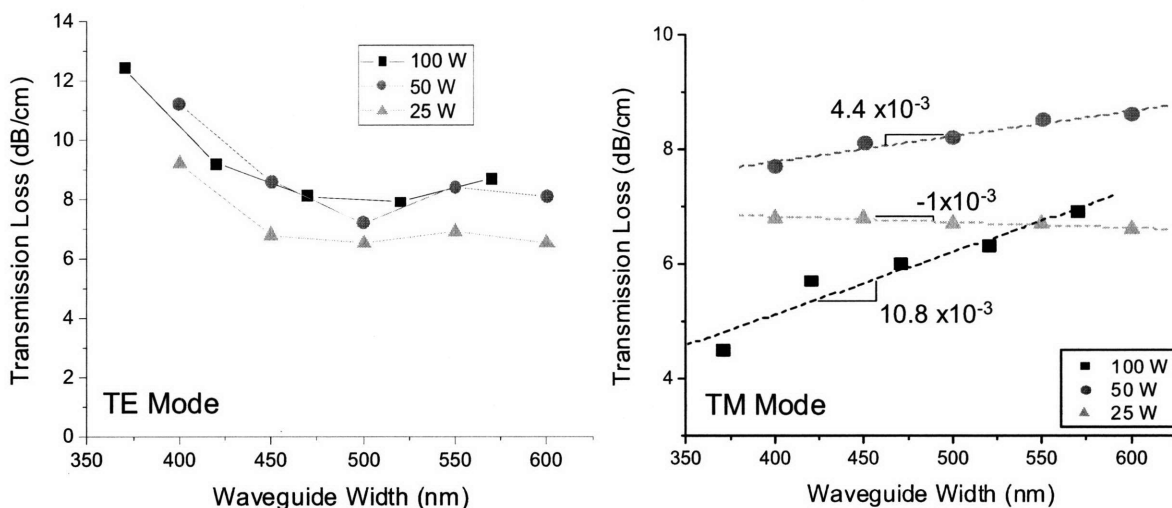 14
12
10
8
6
4
2
0
350 400 450 500 550 600
Transmission Loss (dB/cm)
Waveguide Width (nm)
100 W
50 W
25 W
TE Mode
10
8
6
4
350 400 450 500 550 600
Transmission Loss (dB/cm)
Waveguide Width (nm)
4.4 x10⁻³
-1x10⁻³
10.8 x10⁻³
100 W
50 W
25 W
TM Mode